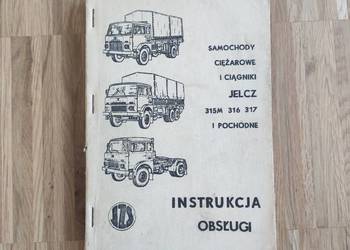 SAMOCHODY
CIĘŻAROWE
I CIĄGNIKI
JELCZ
315M 316 317
I POCHODNE
INSTRUKCJA
OBSŁUGI